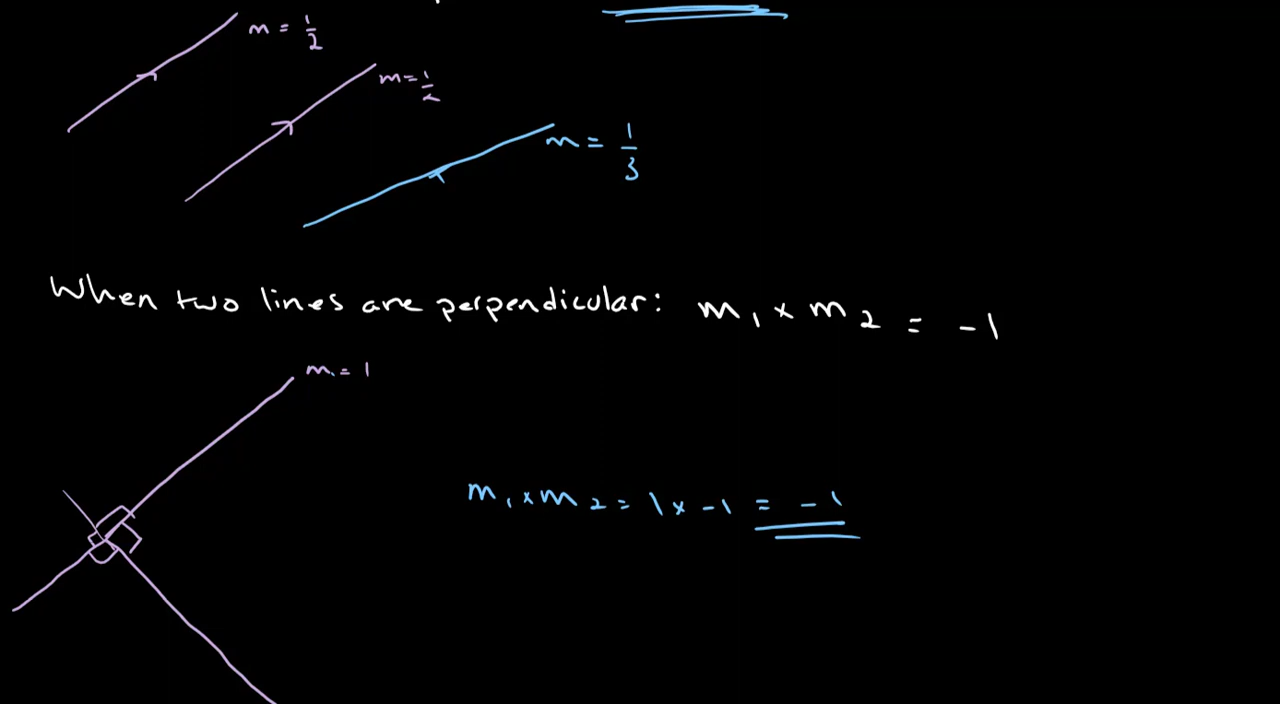 m = 1/2
m = 1/2
m = 1/3
When two lines are perpendicular: m₁ × m₂ = -1
m₁ = 1
m₁ × m₂ = 1 × -1 = -1